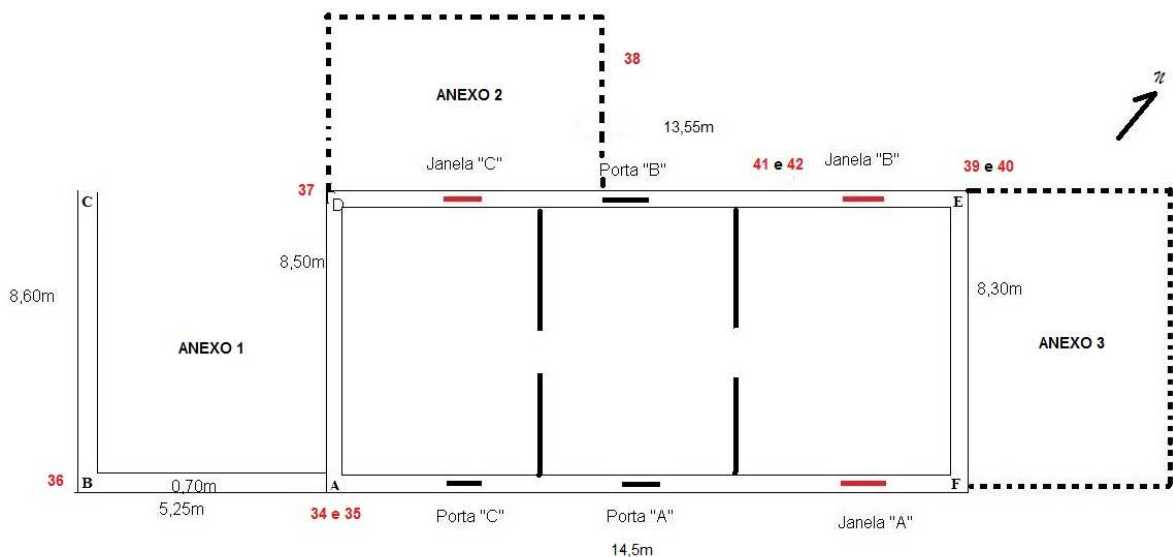 38
n
ANEXO 2
13,55m
Janela "C"
Porta "B"
41 e 42
Janela "B"
39 e 40
37
C
D
E
8,50m
8,60m
8,30m
ANEXO 1
ANEXO 3
36
B
0,70m
A
F
5,25m
34 e 35
Porta "C"
Porta "A"
Janela "A"
14,5m